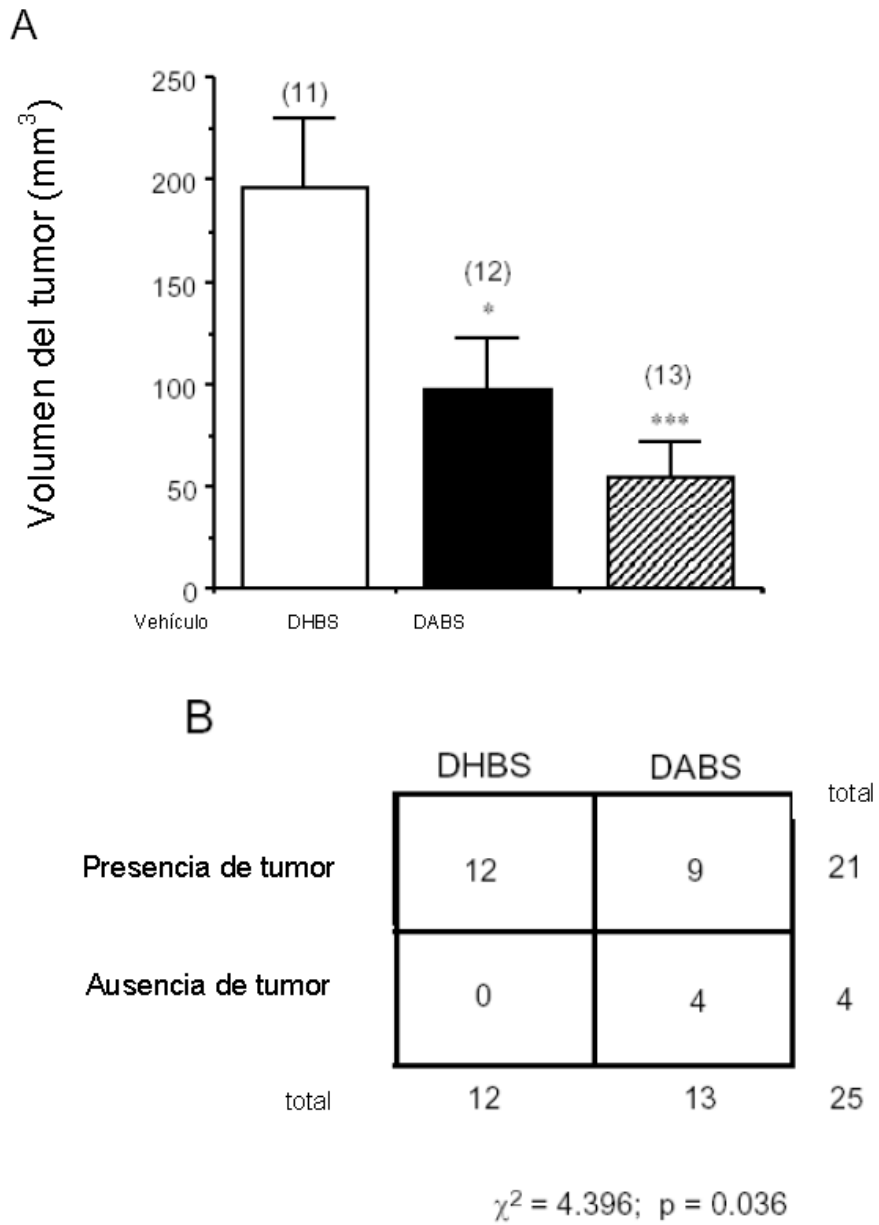 A
Volumen del tumor (mm³)
250
200
150
100
50
0
(11)
(12)
*
(13)
***
Vehículo DHBS DABS
B
DHBS DABS total
Presencia de tumor 12 9 21
Ausencia de tumor 0 4 4
total 12 13 25
χ² = 4.396; p = 0.036